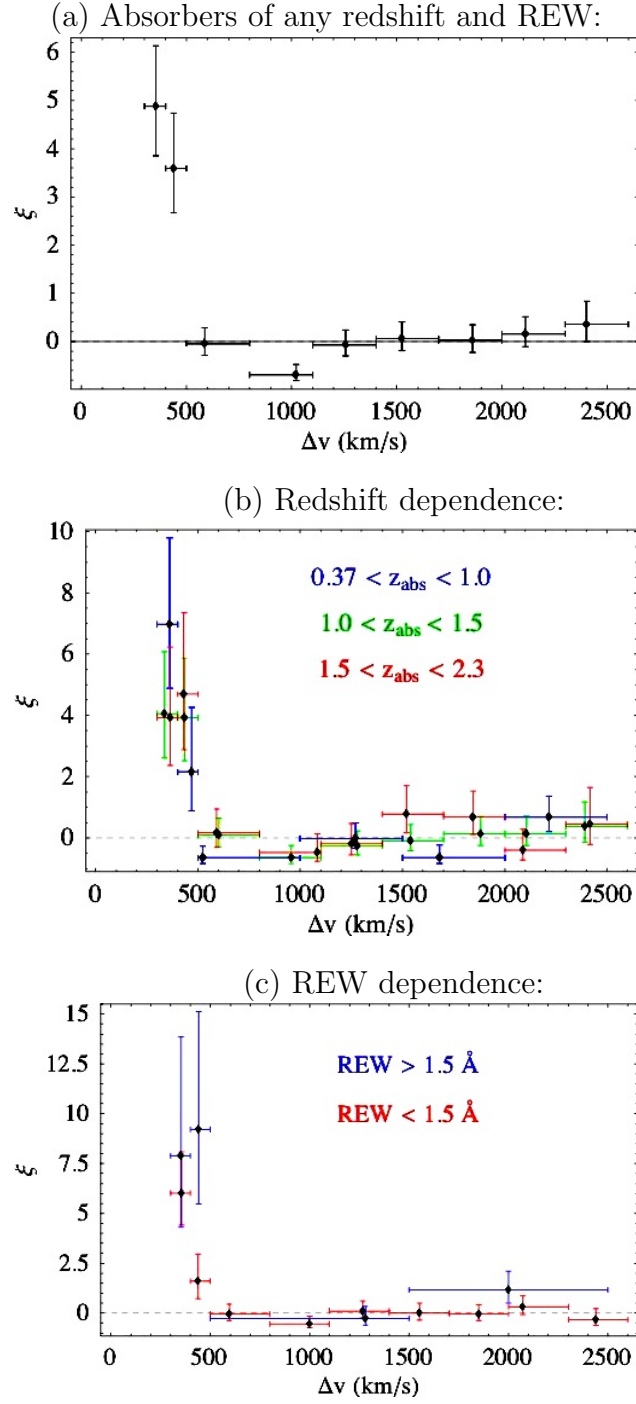 (a) Absorbers of any redshift and REW:
6
5
4
3
2
1
0
ξ
0 500 1000 1500 2000 2500
Δv (km/s)
(b) Redshift dependence:
10
8
6
4
2
0
ξ
0.37 < z_abs < 1.0
1.0 < z_abs < 1.5
1.5 < z_abs < 2.3
0 500 1000 1500 2000 2500
Δv (km/s)
(c) REW dependence:
15
12.5
10
7.5
5
2.5
0
ξ
REW > 1.5 Å
REW < 1.5 Å
0 500 1000 1500 2000 2500
Δv (km/s)